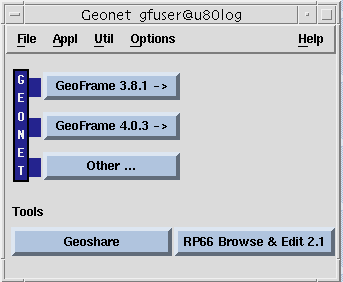 Geonet gfuser@u80log
File Appl Util Options Help
GEONET
GeoFrame 3.8.1 ->
GeoFrame 4.0.3 ->
Other ...
Tools
Geoshare RP66 Browse & Edit 2.1